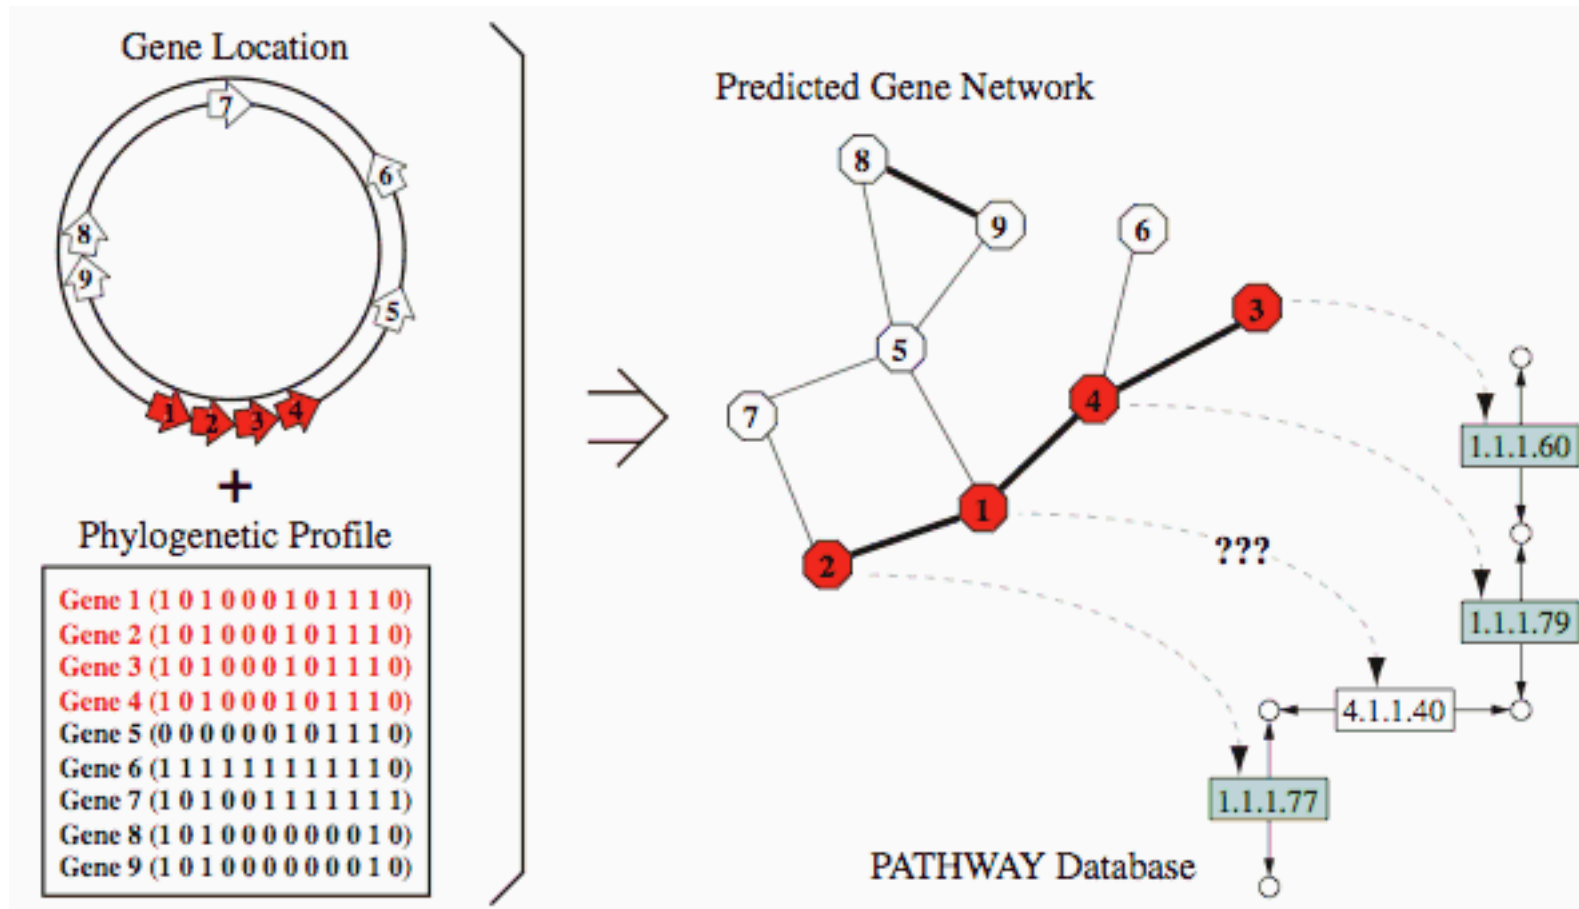 Gene Location
7
6
8
9
5
1
2
3
4
+
Phylogenetic Profile
Gene 1 (1 0 1 0 0 0 1 0 1 1 1 0)
Gene 2 (1 0 1 0 0 0 1 0 1 1 1 0)
Gene 3 (1 0 1 0 0 0 1 0 1 1 1 0)
Gene 4 (1 0 1 0 0 0 1 0 1 1 1 0)
Gene 5 (0 0 0 0 0 0 1 0 1 1 1 0)
Gene 6 (1 1 1 1 1 1 1 1 1 1 1 0)
Gene 7 (1 0 1 0 0 1 1 1 1 1 1 1)
Gene 8 (1 0 1 0 0 0 0 0 0 0 1 0)
Gene 9 (1 0 1 0 0 0 0 0 0 0 1 0)
Predicted Gene Network
8
9
6
3
5
4
7
1
2
???
1.1.1.60
1.1.1.79
4.1.1.40
1.1.1.77
PATHWAY Database